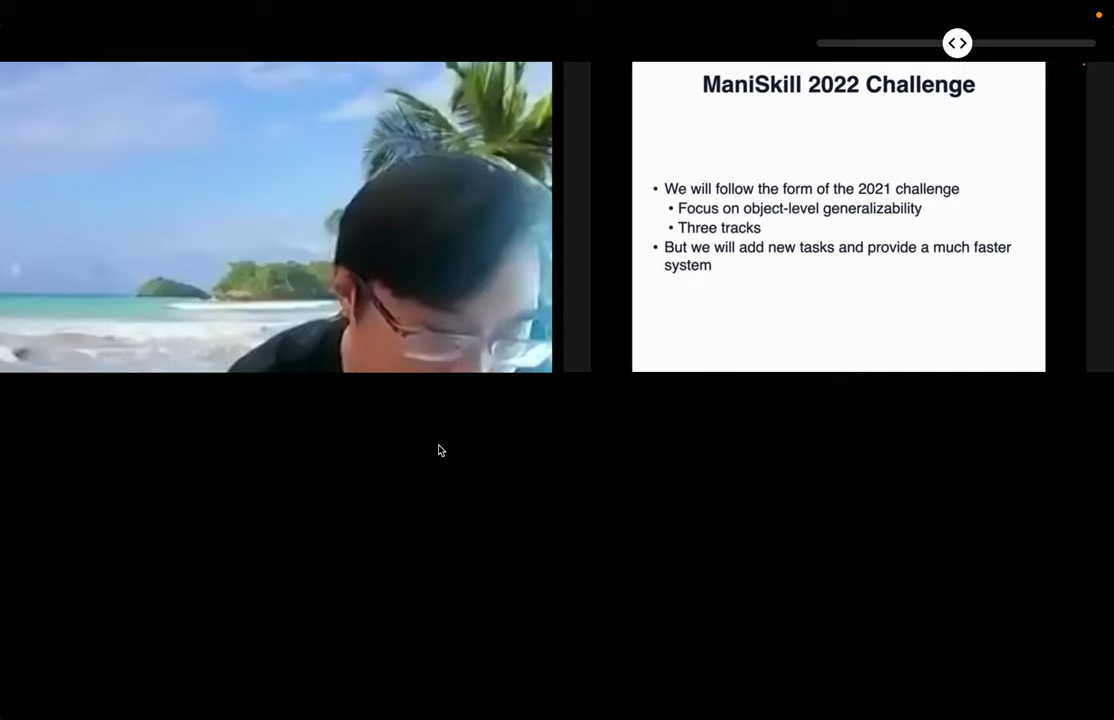 ManiSkill 2022 Challenge
• We will follow the form of the 2021 challenge
• Focus on object-level generalizability
• Three tracks
• But we will add new tasks and provide a much faster
system